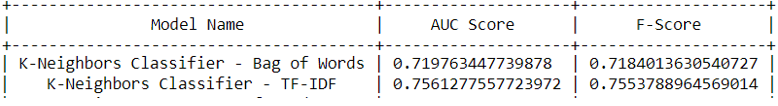 +------------------------------------+-------------------+--------------------+
| Model Name | AUC Score | F-Score |
+------------------------------------+-------------------+--------------------+
| K-Neighbors Classifier - Bag of Words | 0.719763447739878 | 0.7184013630540727 |
| K-Neighbors Classifier - TF-IDF | 0.7561277557723972 | 0.7553788964569014 |